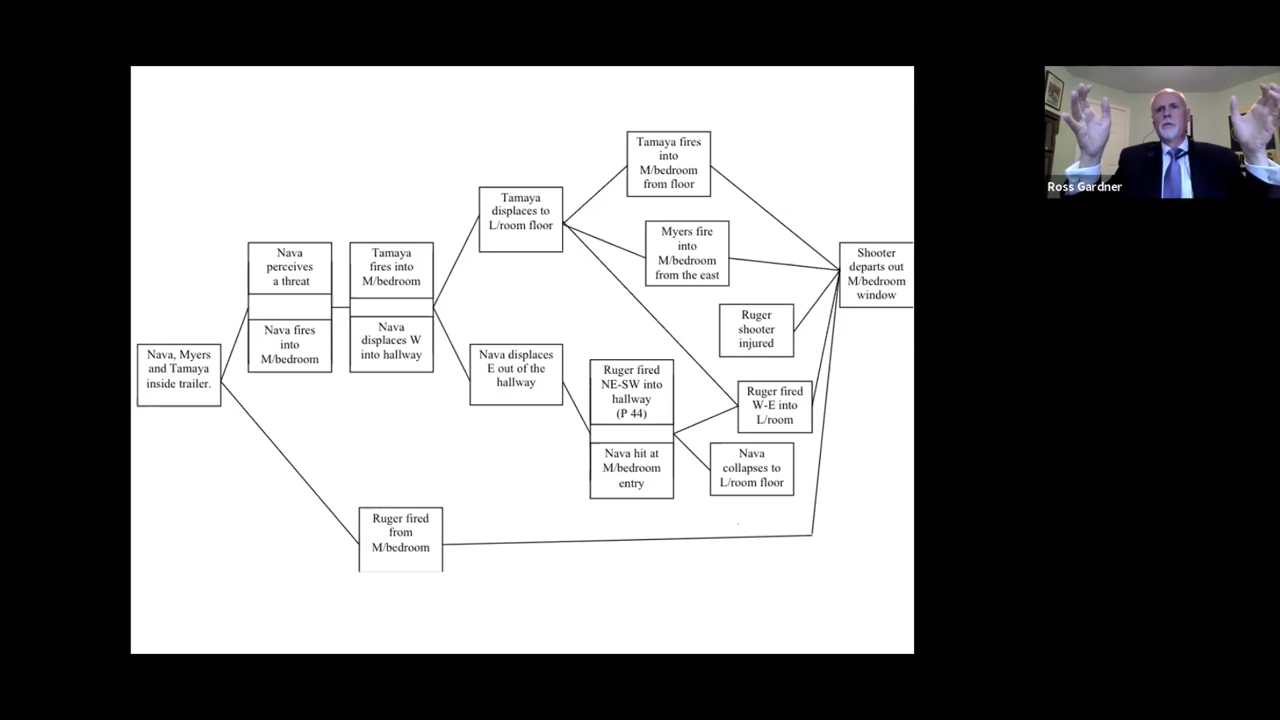 Nava, Myers
and Tamaya
inside trailer.
Nava
perceives
a threat
Nava fires
into
M/bedroom
Tamaya
fires into
M/bedroom
Nava
displaces W
into hallway
Tamaya
displaces to
L/room floor
Nava displaces
E out of the
hallway
Ruger fired
from
M/bedroom
Tamaya fires
into
M/bedroom
from floor
Myers fire
into
M/bedroom
from the east
Ruger
shooter
injured
Ruger fired
NE-SW into
hallway
(P 44)
Nava hit at
M/bedroom
entry
Ruger fired
W-E into
L/room
Nava
collapses to
L/room floor
Shooter
departs out
M/bedroom
window
Ross Gardner